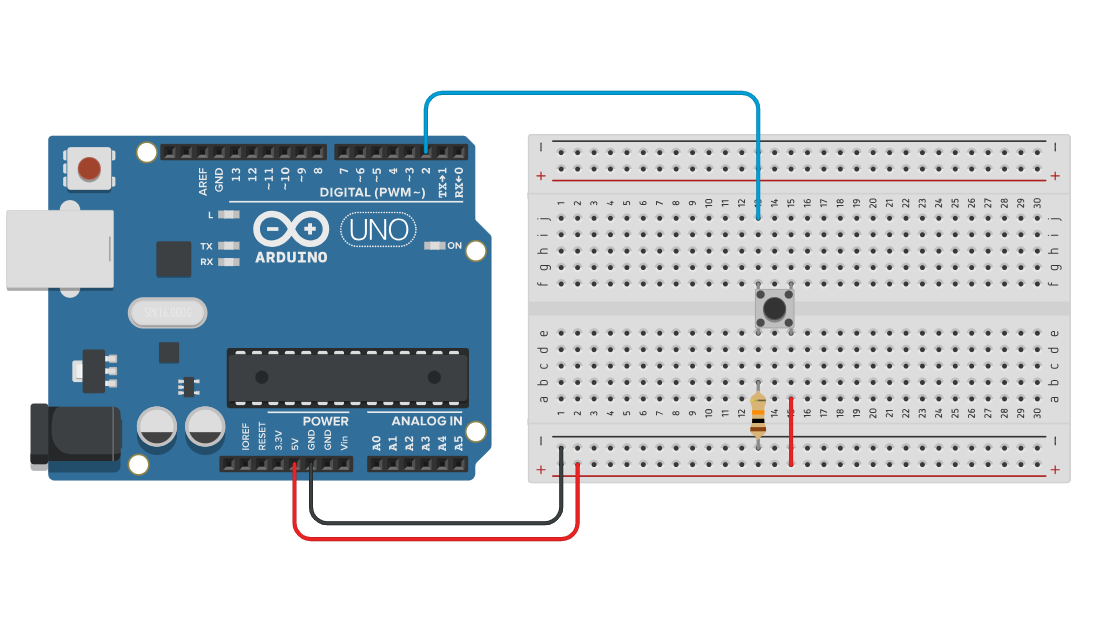 AREF
GND
13
12
~11
~10
~9
8
7
~6
~5
4
~3
2
TX→1
RX←0
DIGITAL (PWM~)
L
TX
RX
ARDUINO
UNO
ON
POWER
ANALOG IN
IOREF
RESET
3.3V
5V
GND
GND
Vin
A0
A1
A2
A3
A4
A5
− −
+ +
1 2 3 4 5 6 7 8 9 10 11 12 13 14 15 16 17 18 19 20 21 22 23 24 25 26 27 28 29 30
j j
i i
h h
g g
f f
e e
d d
c c
b b
a a
1 2 3 4 5 6 7 8 9 10 11 12 14 15 16 17 18 19 20 21 22 23 24 25 26 27 28 29 30
− −
+ +